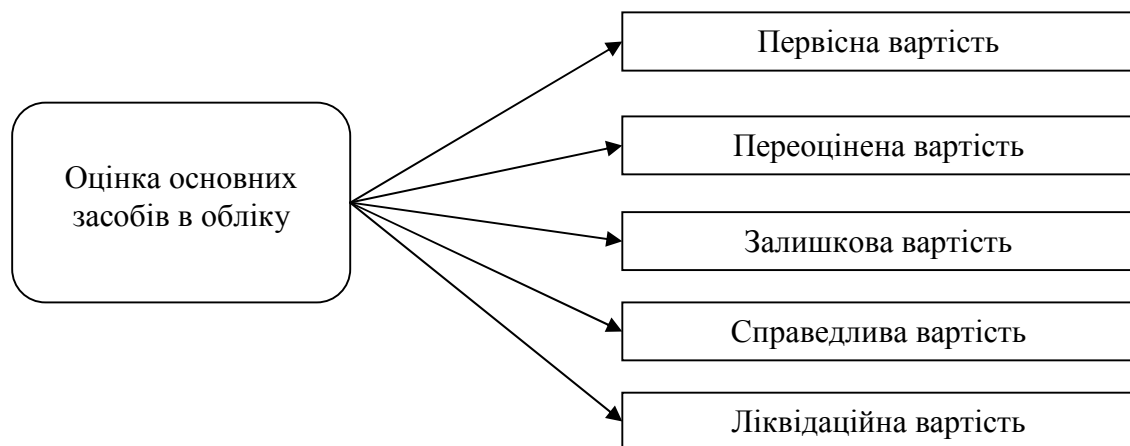 Оцінка основних
засобів в обліку
Первісна вартість
Переоцінена вартість
Залишкова вартість
Справедлива вартість
Ліквідаційна вартість